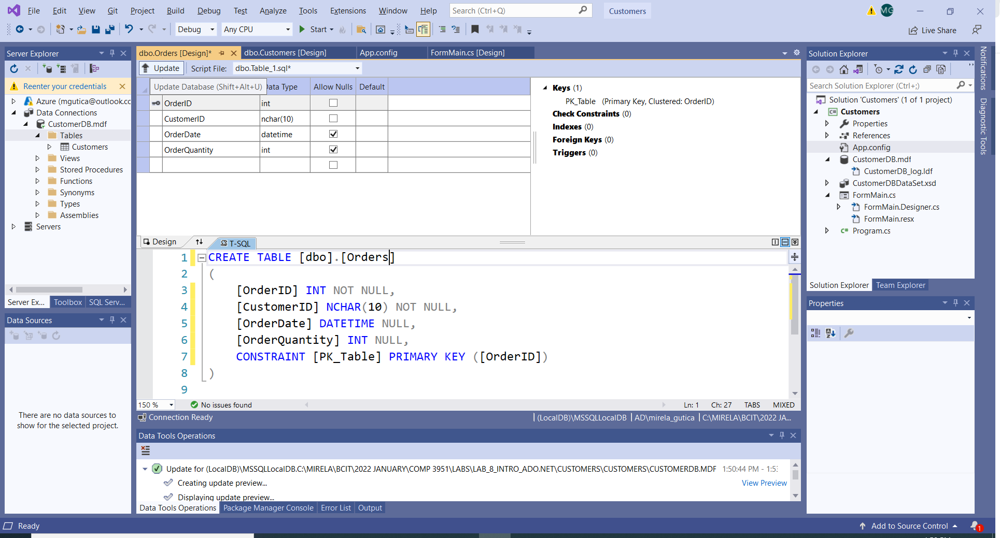 File Edit View Git Project Build Debug Test Analyze Tools Extensions Window Help Search (Ctrl+Q) Customers MG
Debug Any CPU Start Live Share
Server Explorer
Reenter your credentials
Azure (mgutica@outlook.cc
Data Connections
CustomerDB.mdf
Tables
Customers
Views
Stored Procedures
Functions
Synonyms
Types
Assemblies
Servers
Server Ex... Toolbox SQL Serv...
Data Sources
There are no data sources to
show for the selected project.
dbo.Orders [Design]* dbo.Customers [Design] App.config FormMain.cs [Design]
Update Script File: dbo.Table_1.sql*
Update Database (Shift+Alt+U) Data Type Allow Nulls Default
OrderID int
CustomerID nchar(10)
OrderDate datetime
OrderQuantity int
Keys (1)
PK_Table (Primary Key, Clustered: OrderID)
Check Constraints (0)
Indexes (0)
Foreign Keys (0)
Triggers (0)
Design T-SQL
1 CREATE TABLE [dbo].[Orders]
2 (
3 [OrderID] INT NOT NULL,
4 [CustomerID] NCHAR(10) NOT NULL,
5 [OrderDate] DATETIME NULL,
6 [OrderQuantity] INT NULL,
7 CONSTRAINT [PK_Table] PRIMARY KEY ([OrderID])
8 )
9
150 % No issues found Ln: 1 Ch: 27 TABS MIXED
Connection Ready | (LocalDB)\MSSQLLocalDB | AD\mirela_gutica | C:\MIRELA\BCIT\2022 JA...
Data Tools Operations
Update for (LocalDB)\MSSQLLocalDB.C:\MIRELA\BCIT\2022 JANUARY\COMP 3951\LABS\LAB_8_INTRO_ADO.NET\CUSTOMERS\CUSTOMERS\CUSTOMERDB.MDF 1:50:44 PM - 1:53
Creating update preview... View Preview
Displaying update preview...
Data Tools Operations Package Manager Console Error List Output
Solution Explorer
Search Solution Explorer (Ctrl+;)
Solution 'Customers' (1 of 1 project)
C# Customers
Properties
References
App.config
CustomerDB.mdf
CustomerDB_log.ldf
CustomerDBDataSet.xsd
FormMain.cs
FormMain.Designer.cs
FormMain.resx
C# Program.cs
Solution Explorer Team Explorer
Properties
Notifications
Diagnostic Tools
Ready Add to Source Control 1